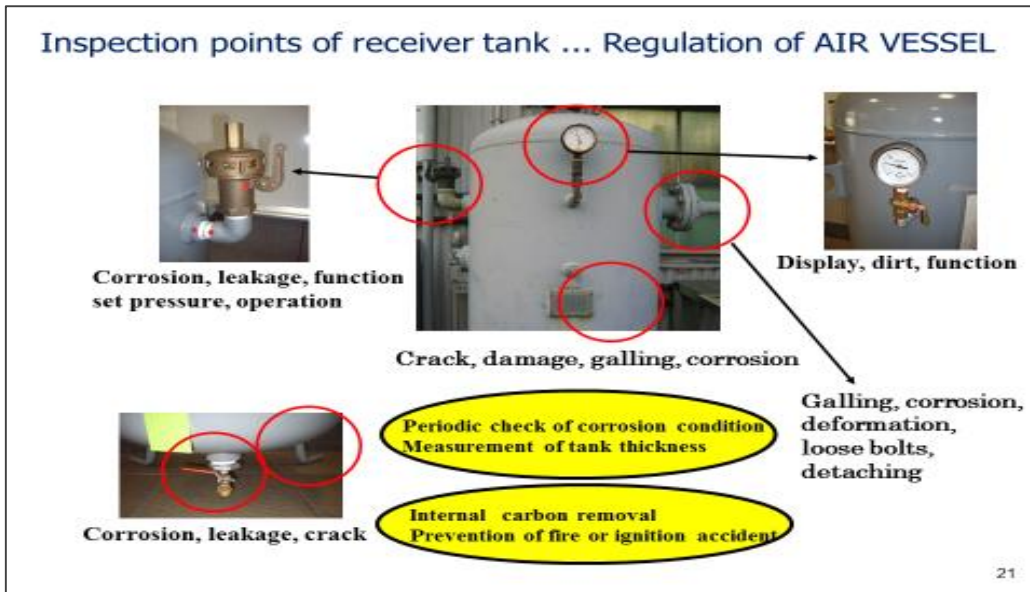 Inspection points of receiver tank ... Regulation of AIR VESSEL
Corrosion, leakage, function
set pressure, operation
Display, dirt, function
Crack, damage, galling, corrosion
Galling, corrosion,
deformation,
loose bolts,
detaching
Periodic check of corrosion condition
Measurement of tank thickness
Internal carbon removal
Prevention of fire or ignition accident
Corrosion, leakage, crack
21